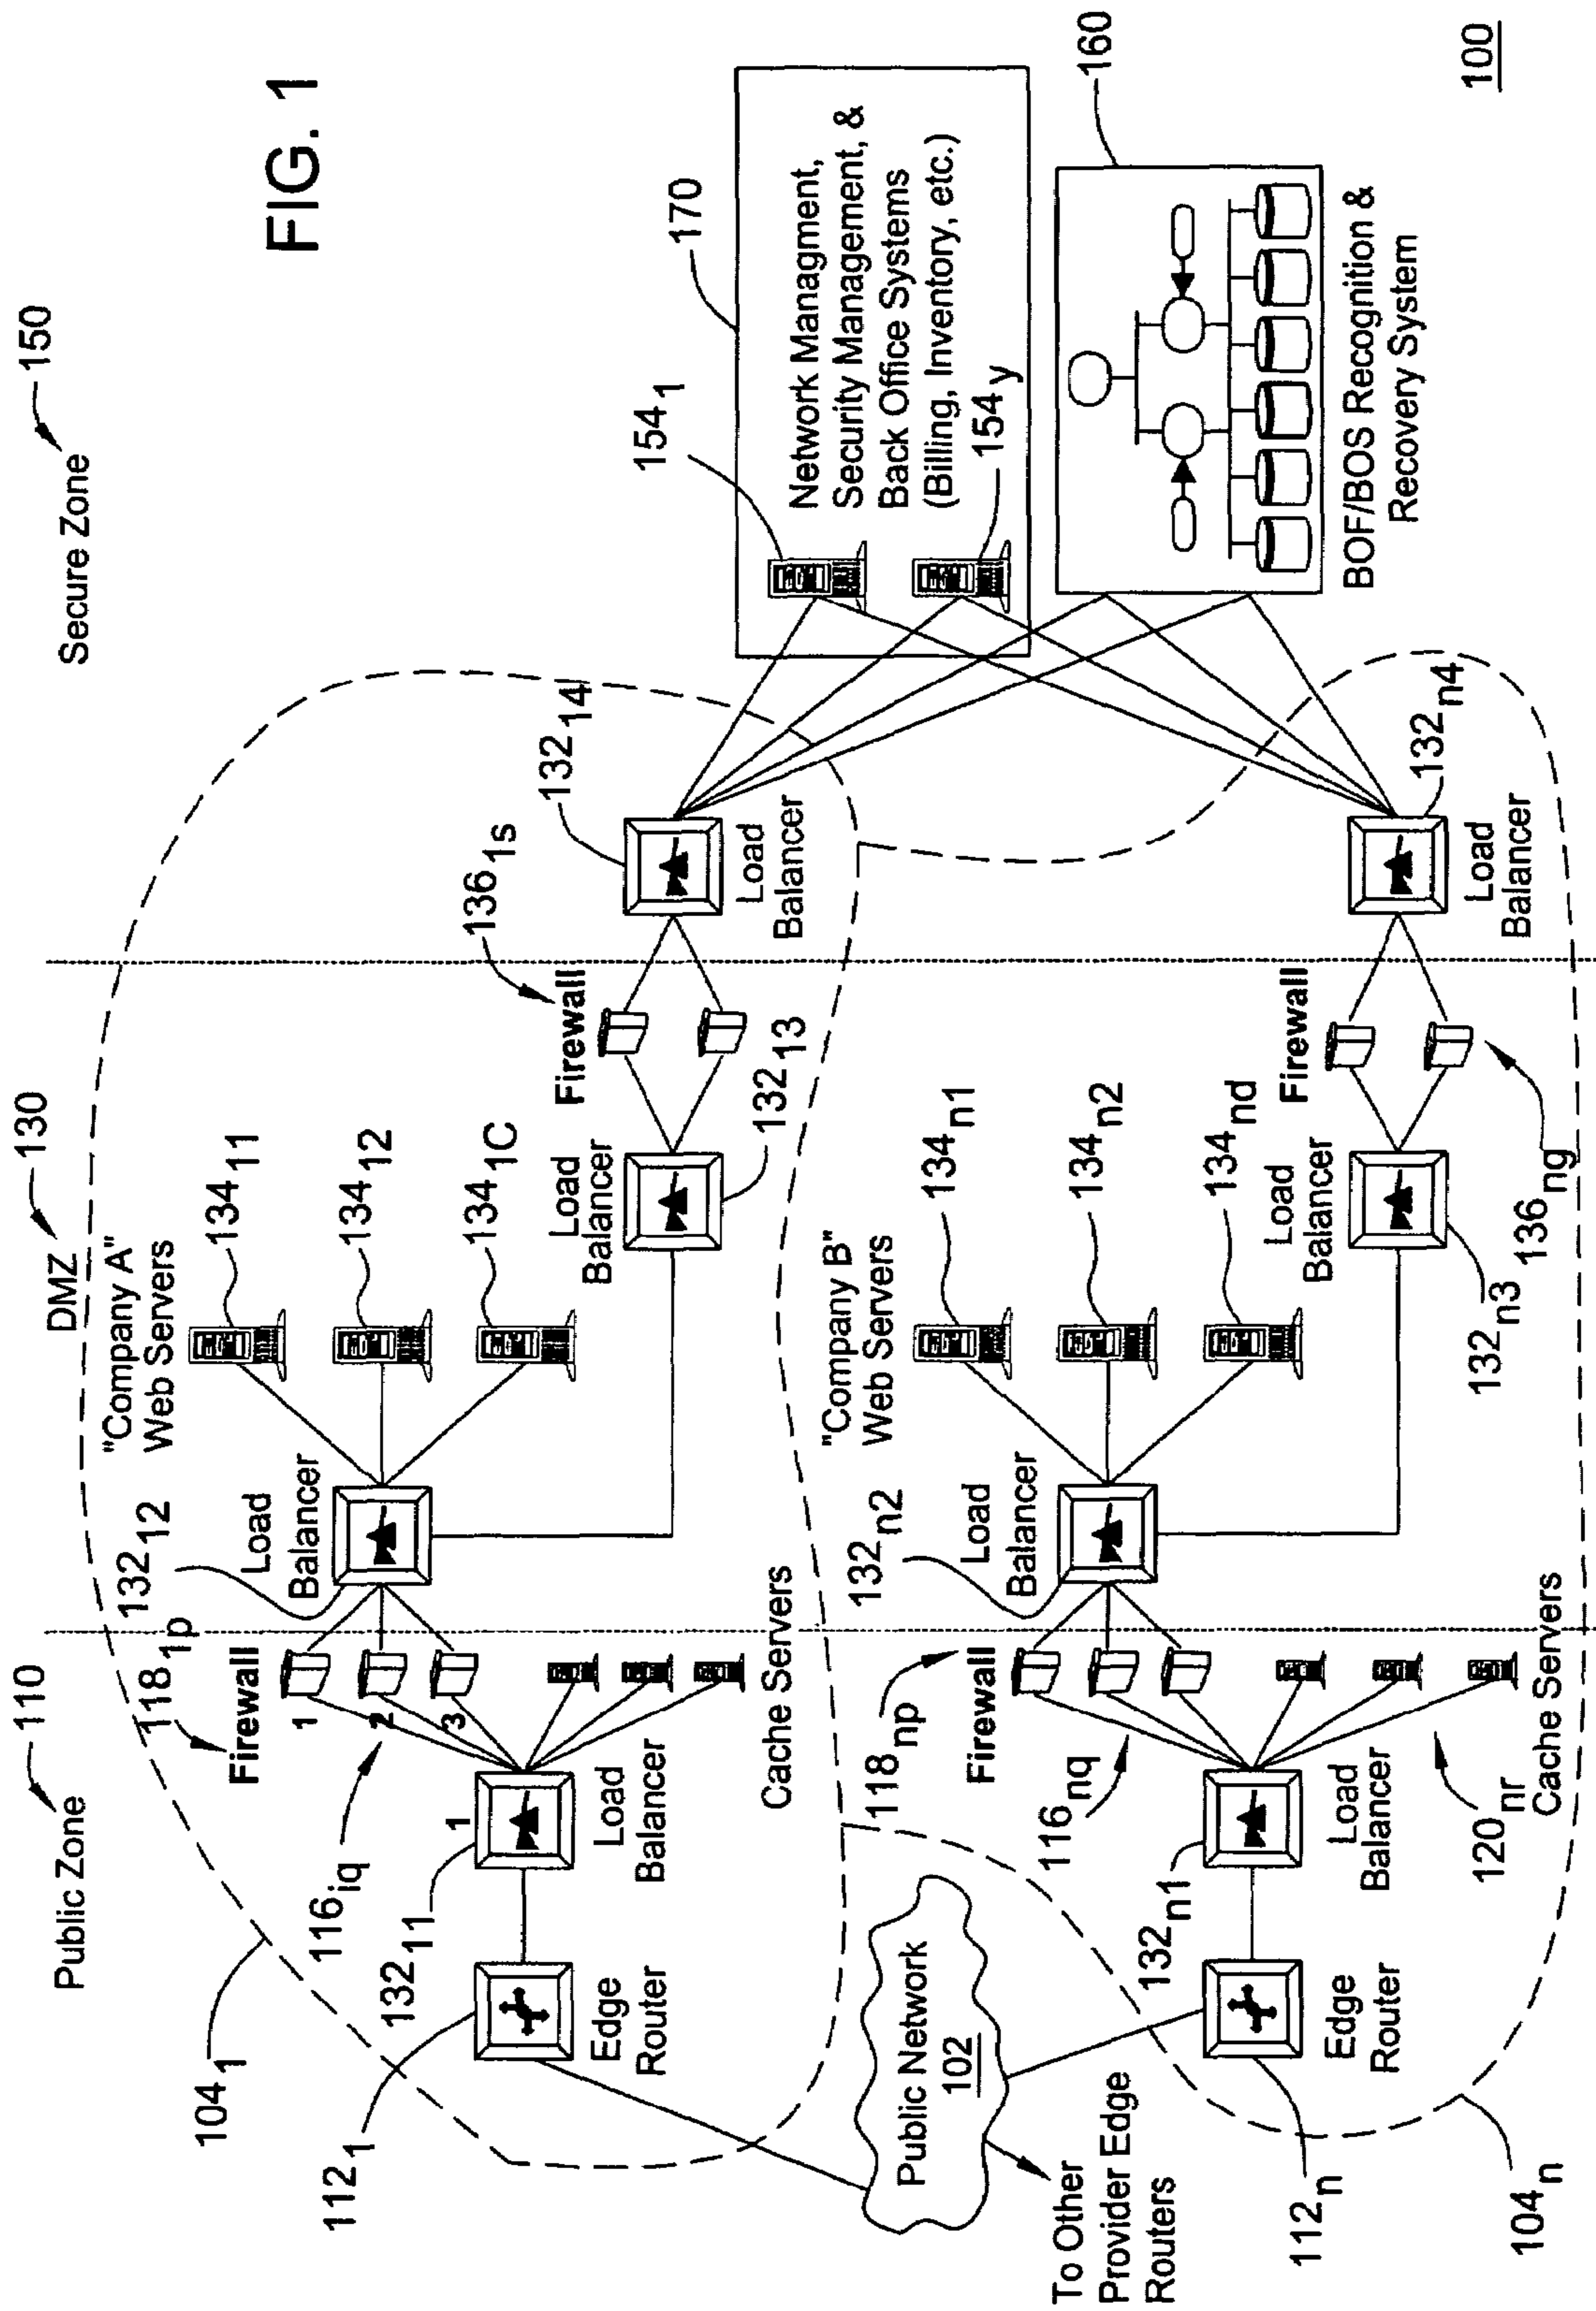 FIG. 1
Public Zone
110
DMZ
130
Secure Zone
150
104₁
118₁ₚ
Firewall
1
2
3
116ᵢq
132₁₁
1
Load
Balancer
112₁
Edge
Router
Cache Servers
132₁₂
Load
Balancer
"Company A"
Web Servers
134₁₁
134₁₂
134₁C
Load
Balancer
132₁₃
Firewall
136₁ₛ
132₁₄
Load
Balancer
154₁
170
Network Managment,
Security Management, &
Back Office Systems
(Billing, Inventory, etc.)
154y
160
BOF/BOS Recognition &
Recovery System
Public Network
102
To Other
Provider Edge
Routers
118ₙₚ
Firewall
116ₙq
132ₙ₁
Load
Balancer
120ₙᵣ
Cache Servers
Edge
Router
112ₙ
104ₙ
132ₙ₂
Load
Balancer
"Company B"
Web Servers
134ₙ₁
134ₙ₂
134ₙd
Load
Balancer
132ₙ₃
Firewall
136ₙg
132ₙ₄
Load
Balancer
100